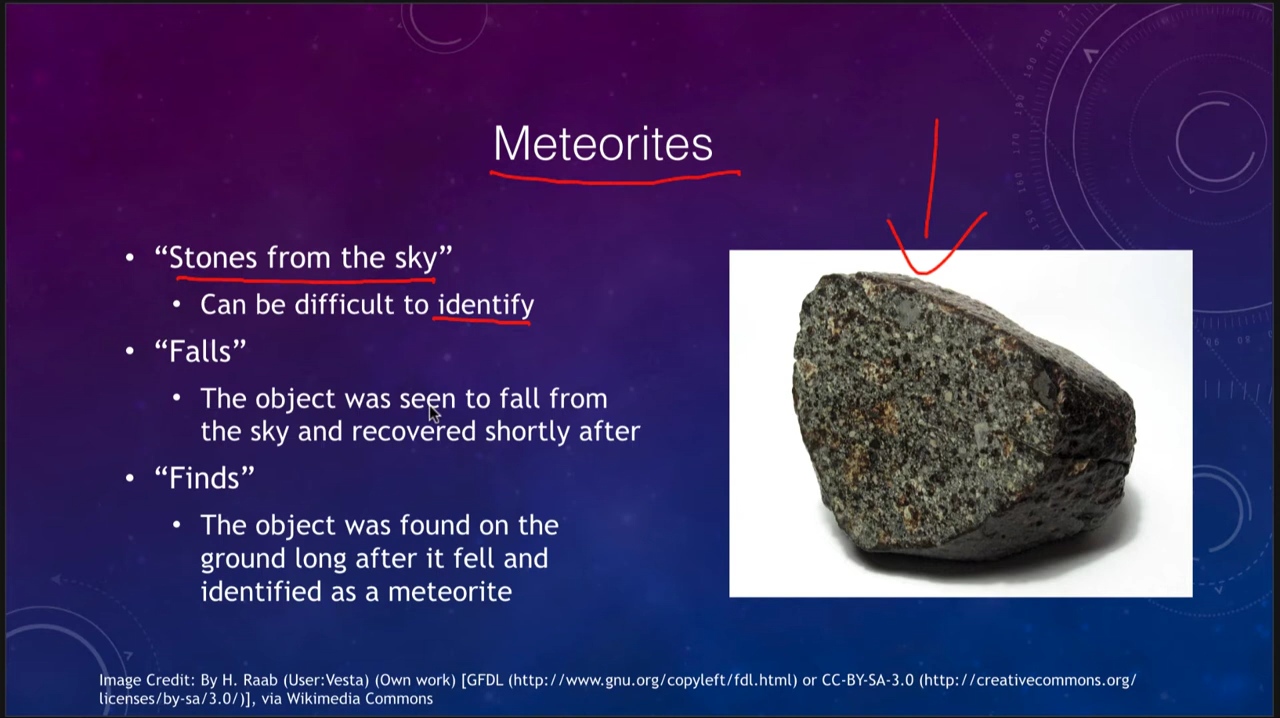 Meteorites
• “Stones from the sky”
• Can be difficult to identify
• “Falls”
• The object was seen to fall from
the sky and recovered shortly after
• “Finds”
• The object was found on the
ground long after it fell and
identified as a meteorite
Image Credit: By H. Raab (User:Vesta) (Own work) [GFDL (http://www.gnu.org/copyleft/fdl.html) or CC-BY-SA-3.0 (http://creativecommons.org/
licenses/by-sa/3.0/)], via Wikimedia Commons